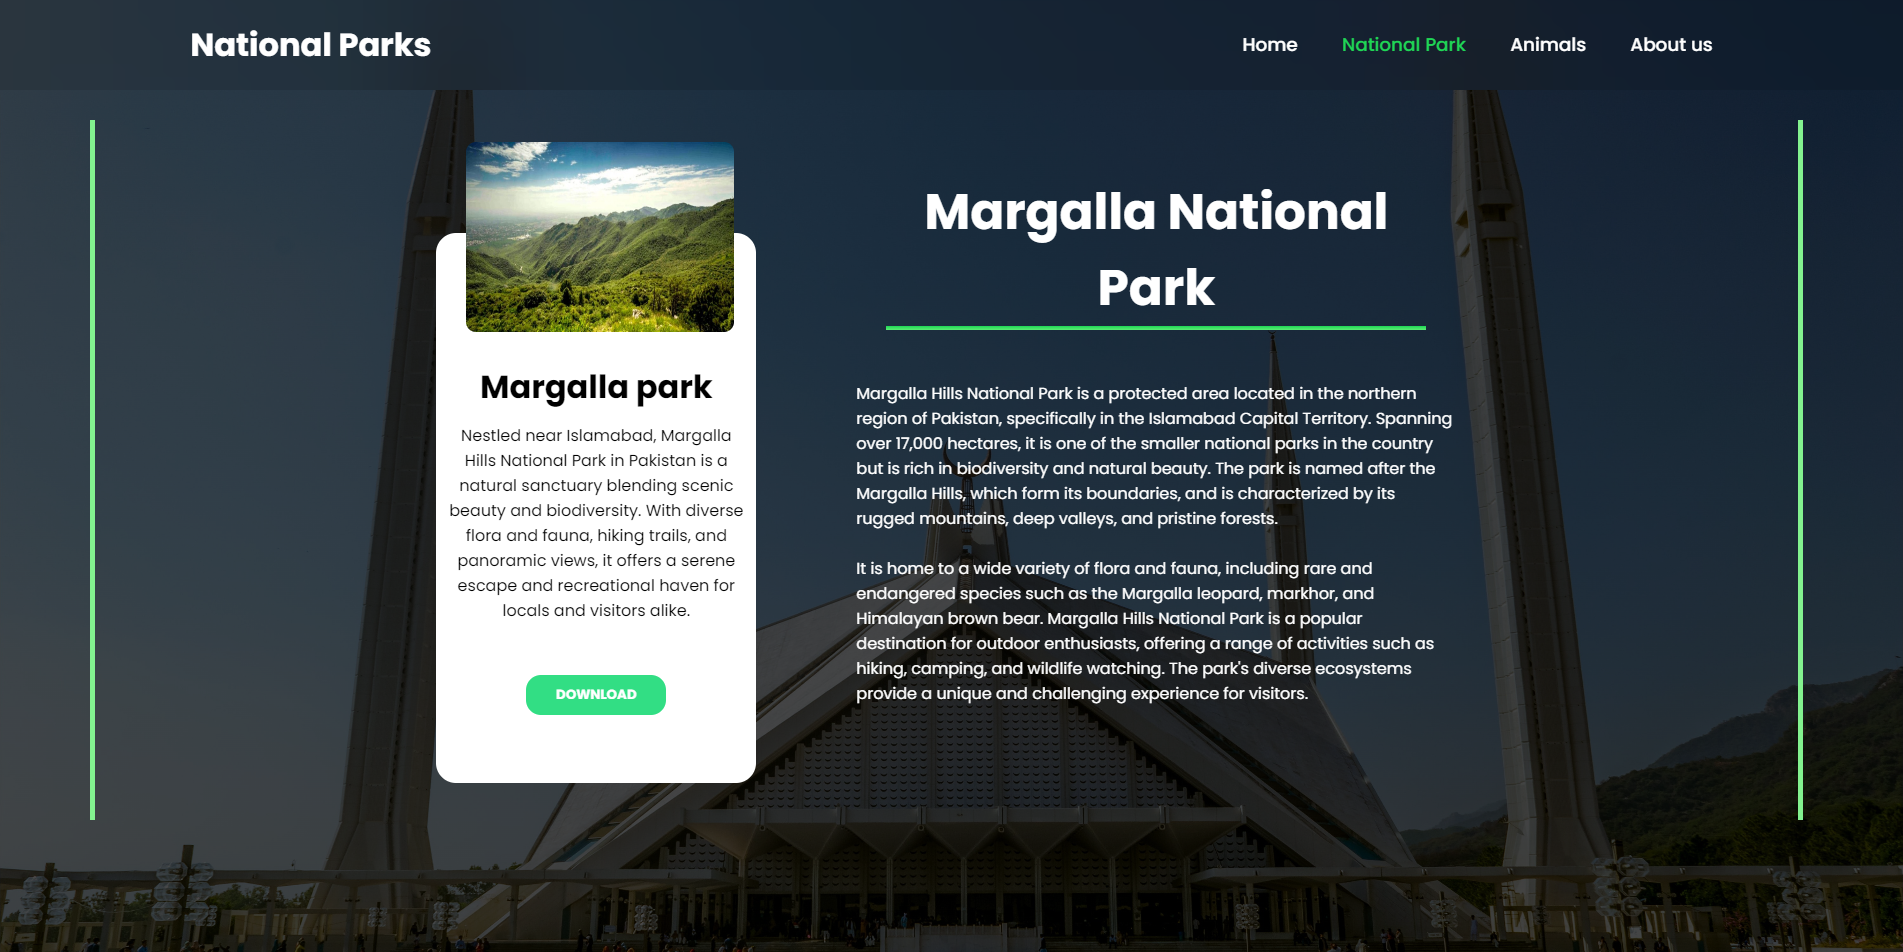 National Parks
Home
National Park
Animals
About us
Margalla park
Nestled near Islamabad, Margalla
Hills National Park in Pakistan is a
natural sanctuary blending scenic
beauty and biodiversity. With diverse
flora and fauna, hiking trails, and
panoramic views, it offers a serene
escape and recreational haven for
locals and visitors alike.
DOWNLOAD
Margalla National
Park
Margalla Hills National Park is a protected area located in the northern
region of Pakistan, specifically in the Islamabad Capital Territory. Spanning
over 17,000 hectares, it is one of the smaller national parks in the country
but is rich in biodiversity and natural beauty. The park is named after the
Margalla Hills, which form its boundaries, and is characterized by its
rugged mountains, deep valleys, and pristine forests.
It is home to a wide variety of flora and fauna, including rare and
endangered species such as the Margalla leopard, markhor, and
Himalayan brown bear. Margalla Hills National Park is a popular
destination for outdoor enthusiasts, offering a range of activities such as
hiking, camping, and wildlife watching. The park's diverse ecosystems
provide a unique and challenging experience for visitors.